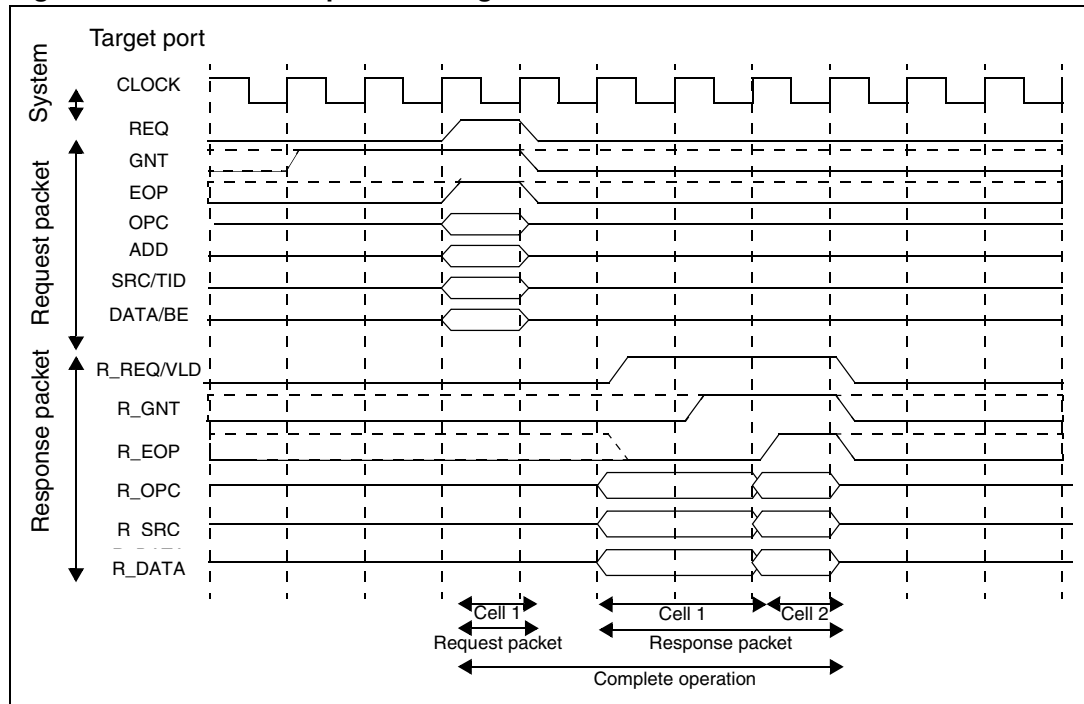 Target port
System
CLOCK
Request packet
REQ
GNT
EOP
OPC
ADD
SRC/TID
DATA/BE
Response packet
R_REQ/VLD
R_GNT
R_EOP
R_OPC
R_SRC
R_DATA
Cell 1 Cell 1 Cell 2
Request packet Response packet
Complete operation